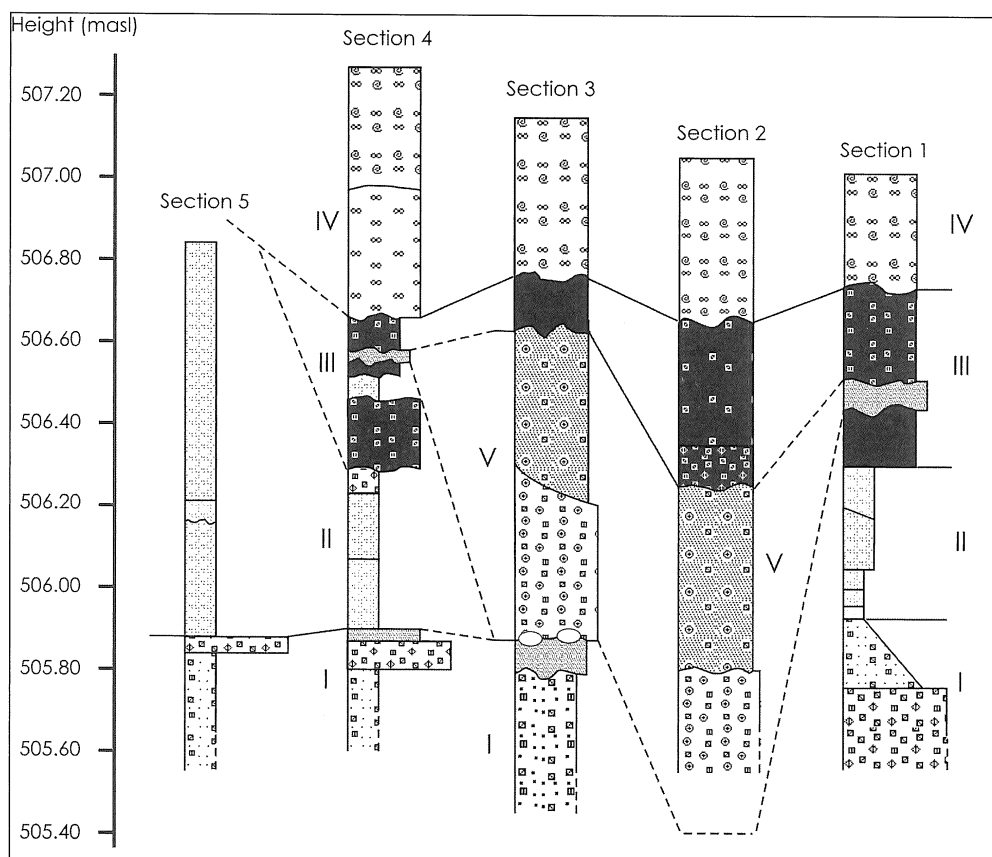 Height (masl)
Section 4
Section 3
Section 2
Section 1
Section 5
507.20
507.00
506.80
506.60
506.40
506.20
506.00
505.80
505.60
505.40
IV
III
II
I
V
I
V
IV
III
II
I